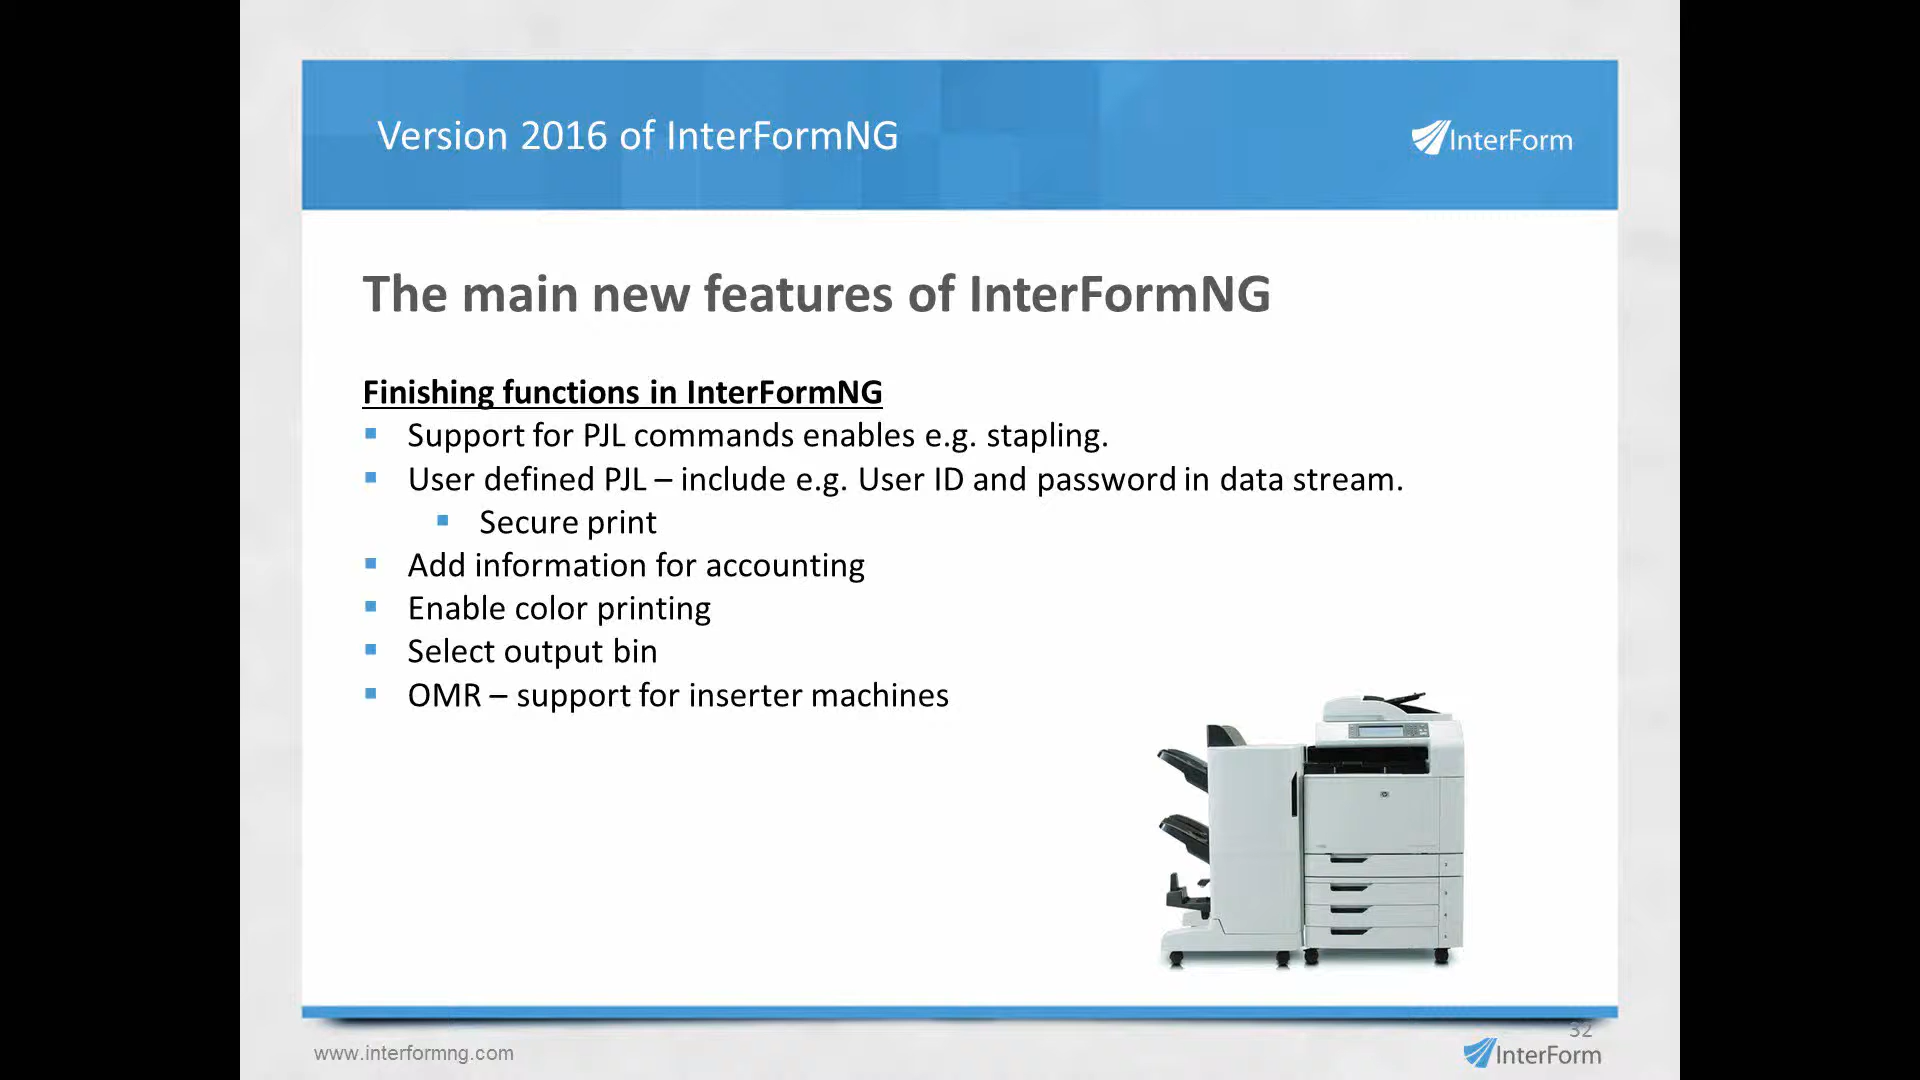 Version 2016 of InterFormNG
InterForm
The main new features of InterFormNG
Finishing functions in InterFormNG
Support for PJL commands enables e.g. stapling.
User defined PJL – include e.g. User ID and password in data stream.
Secure print
Add information for accounting
Enable color printing
Select output bin
OMR – support for inserter machines
32
www.interformng.com
InterForm